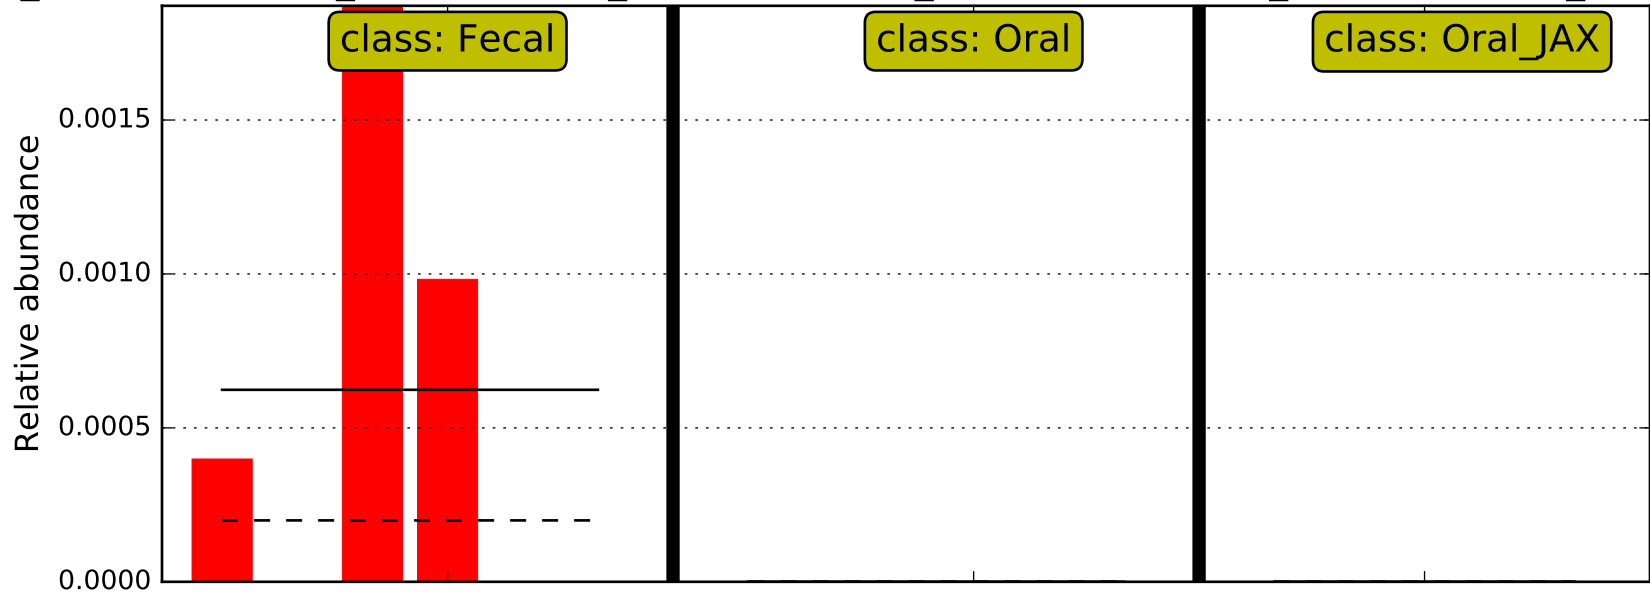 class: Fecal
class: Oral
class: Oral_JAX
0.0015
0.0010
0.0005
0.0000
Relative abundance